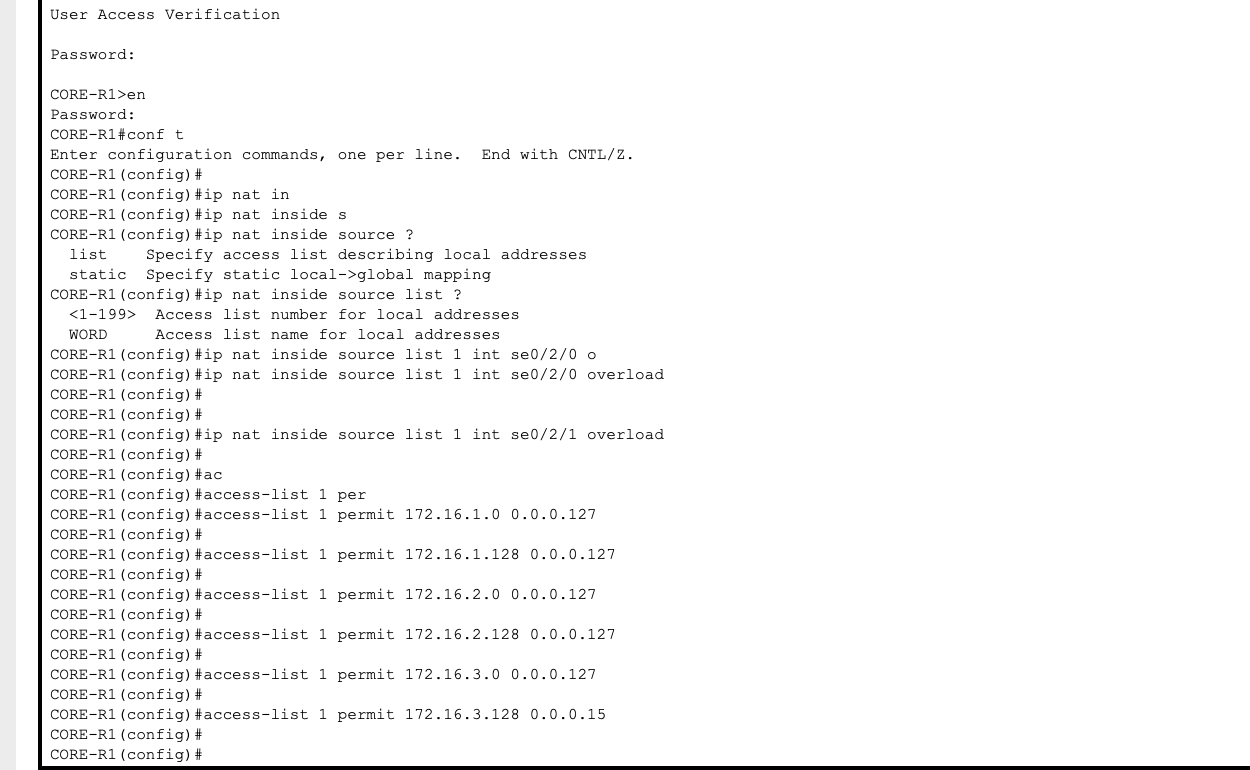 User Access Verification
Password:
CORE-R1>en
Password:
CORE-R1#conf t
Enter configuration commands, one per line.  End with CNTL/Z.
CORE-R1(config)#
CORE-R1(config)#ip nat in
CORE-R1(config)#ip nat inside s
CORE-R1(config)#ip nat inside source ?
  list    Specify access list describing local addresses
  static  Specify static local->global mapping
CORE-R1(config)#ip nat inside source list ?
  <1-199>  Access list number for local addresses
  WORD     Access list name for local addresses
CORE-R1(config)#ip nat inside source list 1 int se0/2/0 o
CORE-R1(config)#ip nat inside source list 1 int se0/2/0 overload
CORE-R1(config)#
CORE-R1(config)#
CORE-R1(config)#ip nat inside source list 1 int se0/2/1 overload
CORE-R1(config)#
CORE-R1(config)#ac
CORE-R1(config)#access-list 1 per
CORE-R1(config)#access-list 1 permit 172.16.1.0 0.0.0.127
CORE-R1(config)#
CORE-R1(config)#access-list 1 permit 172.16.1.128 0.0.0.127
CORE-R1(config)#
CORE-R1(config)#access-list 1 permit 172.16.2.0 0.0.0.127
CORE-R1(config)#
CORE-R1(config)#access-list 1 permit 172.16.2.128 0.0.0.127
CORE-R1(config)#
CORE-R1(config)#access-list 1 permit 172.16.3.0 0.0.0.127
CORE-R1(config)#
CORE-R1(config)#access-list 1 permit 172.16.3.128 0.0.0.15
CORE-R1(config)#
CORE-R1(config)#